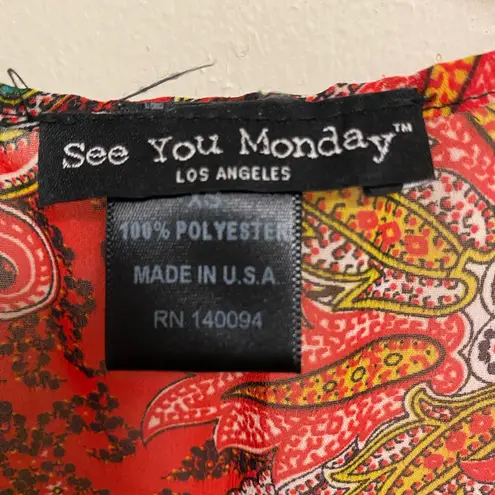 See You Monday™
LOS ANGELES
XS
100% POLYESTER
MADE IN U.S.A
RN 140094